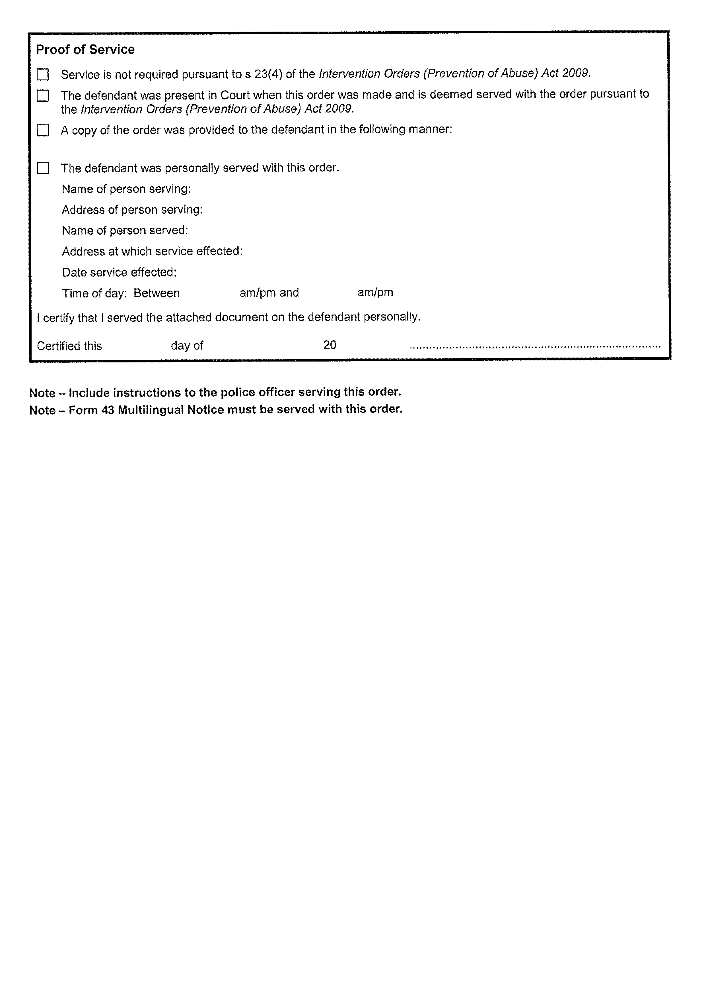 Proof of Service
☐ Service is not required pursuant to s 23(4) of the Intervention Orders (Prevention of Abuse) Act 2009.
☐ The defendant was present in Court when this order was made and is deemed served with the order pursuant to
the Intervention Orders (Prevention of Abuse) Act 2009.
☐ A copy of the order was provided to the defendant in the following manner:
☐ The defendant was personally served with this order.
Name of person serving:
Address of person serving:
Name of person served:
Address at which service effected:
Date service effected:
Time of day: Between am/pm and am/pm
I certify that I served the attached document on the defendant personally.
Certified this day of 20 ................................................................................
Note – Include instructions to the police officer serving this order.
Note – Form 43 Multilingual Notice must be served with this order.